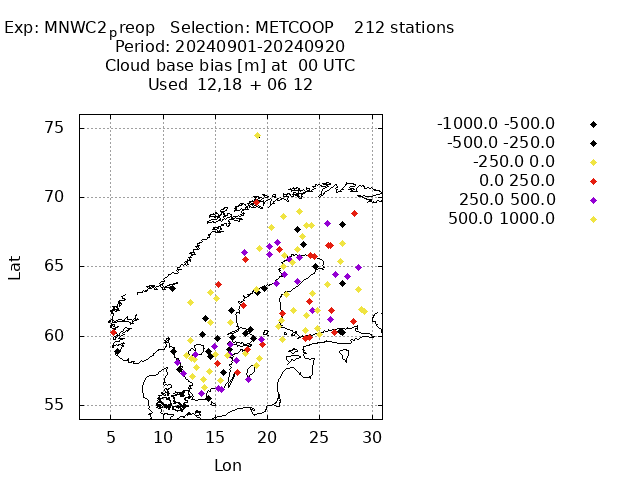 Exp: MNWC2preop Selection: METCOOP 212 stations
Period: 20240901-20240920
Cloud base bias [m] at 00 UTC
Used 12,18 + 06 12
-1000.0 -500.0
-500.0 -250.0
-250.0 0.0
0.0 250.0
250.0 500.0
500.0 1000.0
75
70
65
60
55
Lat
5 10 15 20 25 30
Lon